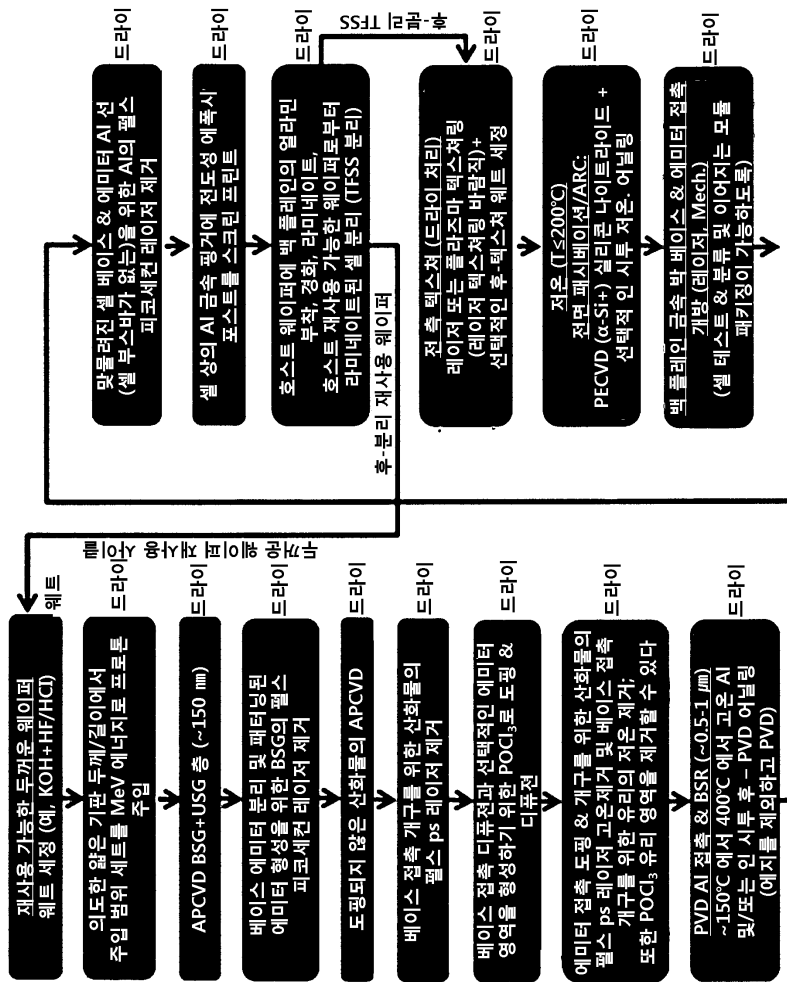 재사용 가능한 두꺼운 웨이퍼
웨트 세정 (예, KOH+HF/HCl)
웨트
의도한 얇은 기판 두께/길이에서
주입 범위 세트를 MeV 에너지로 프로톤
주입
드라이
APCVD BSG+USG 층 (~150 ㎚)
드라이
베이스 에미터 분리 및 패터닝된
에미터 형성을 위한 BSG의 펄스
피코세컨 레이저 제거
드라이
도핑되지 않은 산화물의 APCVD
드라이
베이스 접촉 개구를 위한 산화물의
펄스 ps 레이저 제거
드라이
베이스 접촉 디퓨전과 선택적인 에미터
영역을 형성하기 위한 POCl₃로 도핑 &
디퓨전
드라이
에미터 접촉 도핑 & 개구를 위한 산화물의
펄스 ps 레이저 고온제거 및 베이스 접촉
개구를 위한 유리의 저온 제거;
또한 POCl₃ 유리 영역을 제거할 수 있다
드라이
PVD Al 접촉 & BSR (~0.5-1 ㎛)
~150℃ 에서 400℃ 에서 고온 Al
및/또는 인 시투 후 – PVD 어닐링
(에지를 제외하고 PVD)
드라이
두꺼운 웨이퍼 재사용 사이클
후-분리 재사용 웨이퍼
맞물려진 셀 베이스 & 에미터 Al 선
(셀 부스바가 없는)을 위한 Al의 펄스
피코세컨 레이저 제거
드라이
셀 상의 Al 금속 핑거에 전도성 에폭시
포스트를 스크린 프린트
드라이
호스트 웨이퍼에 백 플레인의 얼라민
부착, 경화, 라미네이트,
호스트 재사용 가능한 웨이퍼로부터
라미네이트된 셀 분리 (TFSS 분리)
드라이
후-분리 TFSS
전 측 텍스쳐 (드라이 처리)
레이저 또는 플라즈마 텍스처링
(레이저 텍스처링 바람직)+
선택적인 후-텍스쳐 웨트 세정
드라이
저온 (T≤200℃)
전면 패시베이션/ARC:
PECVD (α-Si+) 실리콘 나이트라이드 +
선택적 인 시투 저온. 어닐링
드라이
백 플레인 금속 박 베이스 & 에미터 접촉
개방 (레이저, Mech.)
(셀 테스트 & 분류 및 이어지는 모듈
패키징이 가능하도록)
드라이